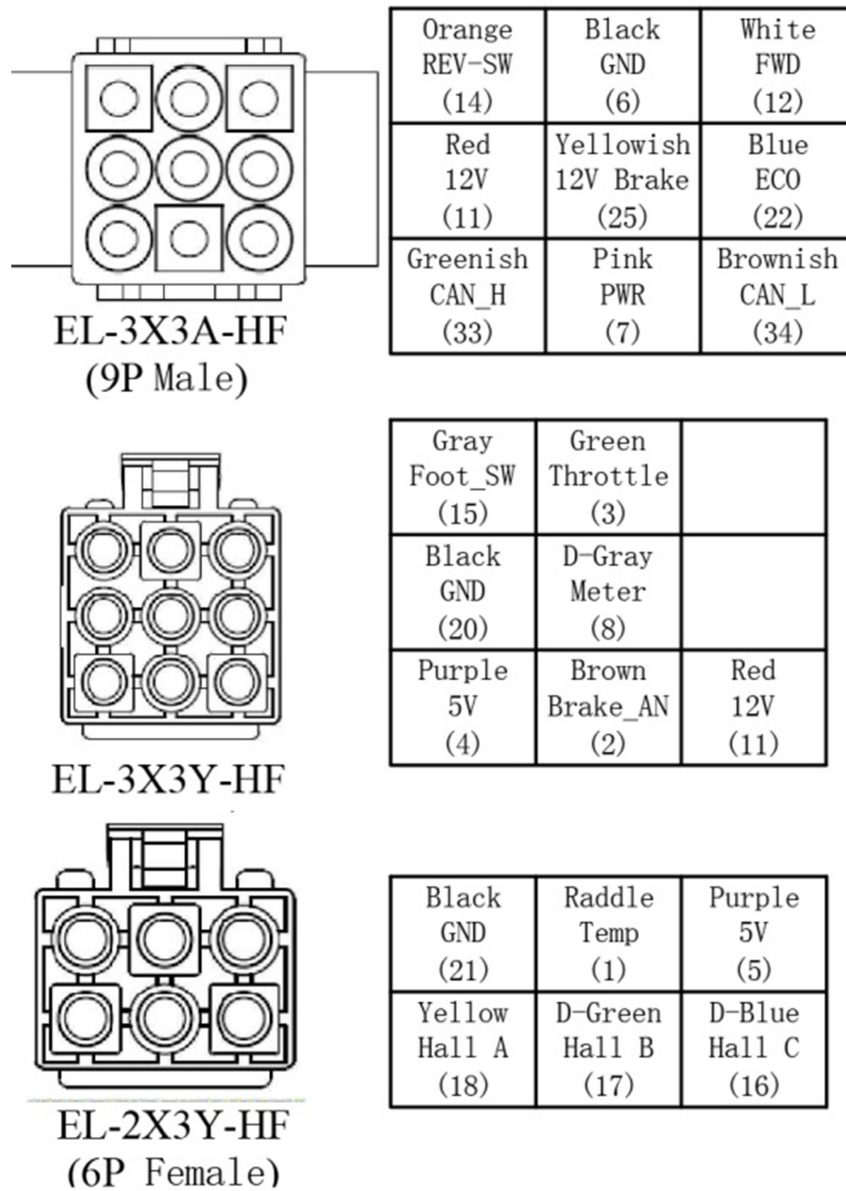 Orange Black White
REV-SW GND FWD
(14) (6) (12)
Red Yellowish Blue
12V 12V Brake ECO
(11) (25) (22)
Greenish Pink Brownish
CAN_H PWR CAN_L
(33) (7) (34)
EL-3X3A-HF
(9P Male)
Gray Green
Foot_SW Throttle
(15) (3)
Black D-Gray
GND Meter
(20) (8)
Purple Brown Red
5V Brake_AN 12V
(4) (2) (11)
EL-3X3Y-HF
Black Raddle Purple
GND Temp 5V
(21) (1) (5)
Yellow D-Green D-Blue
Hall A Hall B Hall C
(18) (17) (16)
EL-2X3Y-HF
(6P Female)